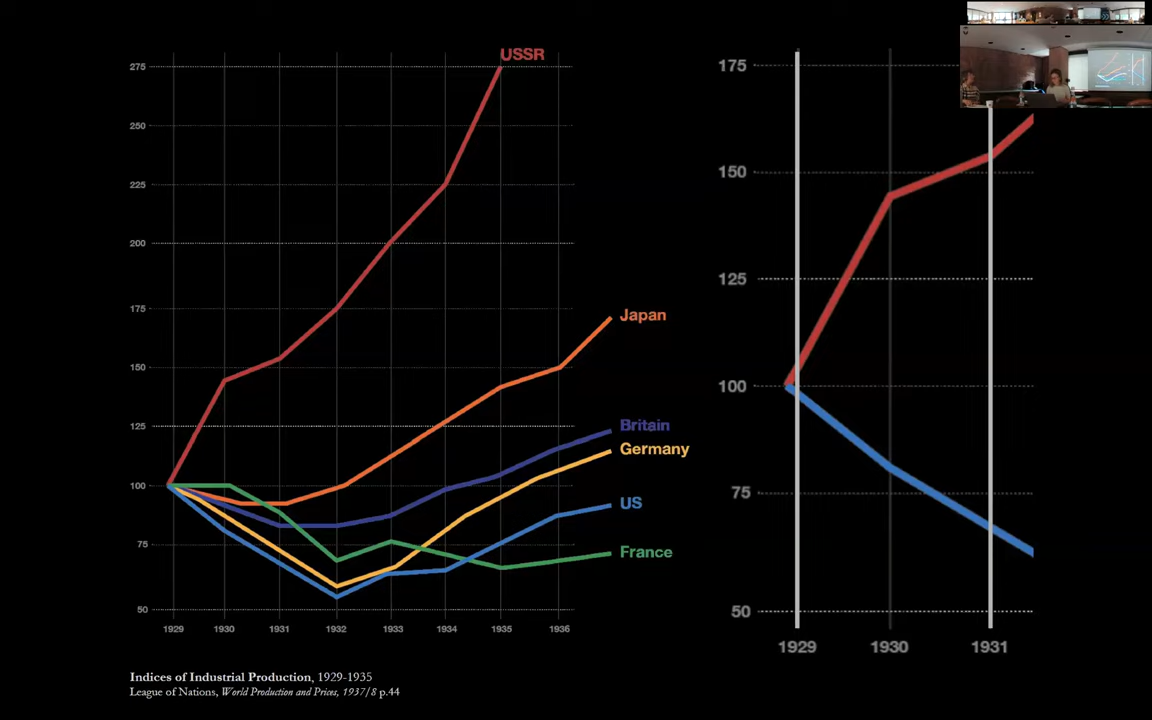 USSR
275
250
225
200
175
150
125
100
75
50
Japan
Britain
Germany
US
France
1929 1930 1931 1932 1933 1934 1935 1936
175
150
125
100
75
50
1929 1930 1931
Indices of Industrial Production, 1929-1935
League of Nations, World Production and Prices, 1937/8 p.44